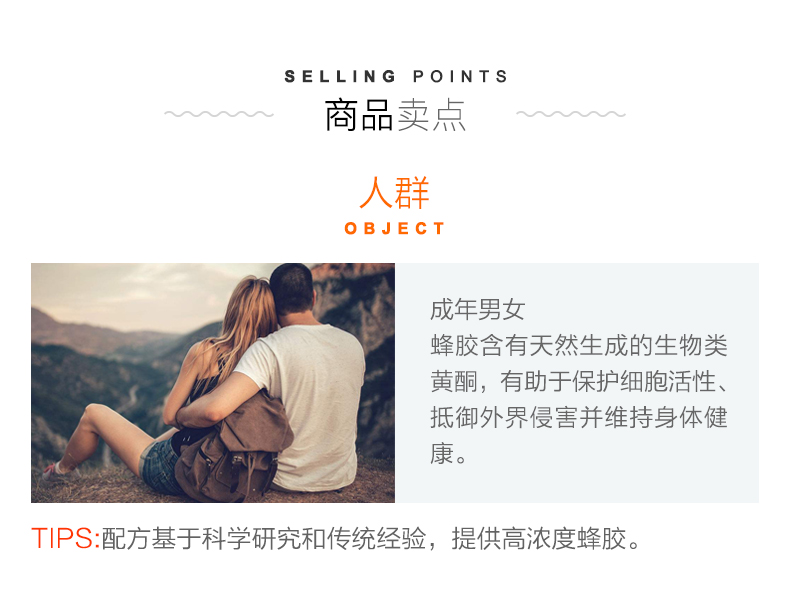 SELLING POINTS
商品卖点
人群
OBJECT
成年男女
蜂胶含有天然生成的生物类
黄酮，有助于保护细胞活性、
抵御外界侵害并维持身体健
康。
TIPS:配方基于科学研究和传统经验，提供高浓度蜂胶。